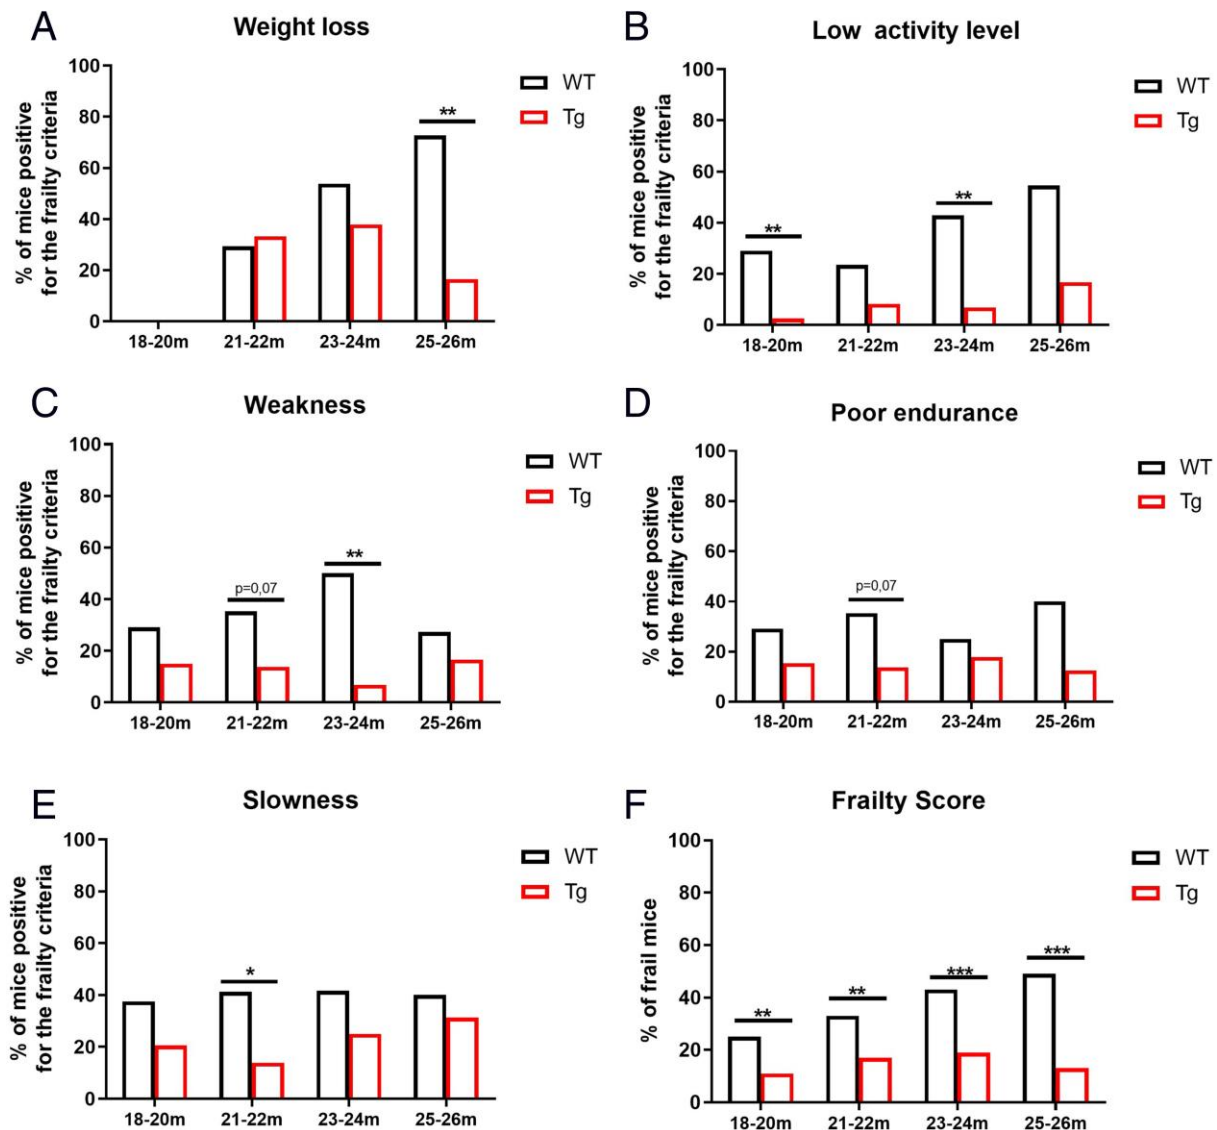 A
Weight loss
% of mice positive
for the frailty criteria
100
80
60
40
20
0
**
WT
Tg
18-20m 21-22m 23-24m 25-26m
B
Low activity level
% of mice positive
for the frailty criteria
100
80
60
40
20
0
**
**
WT
Tg
18-20m 21-22m 23-24m 25-26m
C
Weakness
% of mice positive
for the frailty criteria
100
80
60
40
20
0
p=0,07
**
WT
Tg
18-20m 21-22m 23-24m 25-26m
D
Poor endurance
% of mice positive
for the frailty criteria
100
80
60
40
20
0
p=0,07
WT
Tg
18-20m 21-22m 23-24m 25-26m
E
Slowness
% of mice positive
for the frailty criteria
100
80
60
40
20
0
*
WT
Tg
18-20m 21-22m 23-24m 25-26m
F
Frailty Score
% of frail mice
100
80
60
40
20
0
**
**
***
***
WT
Tg
18-20m 21-22m 23-24m 25-26m